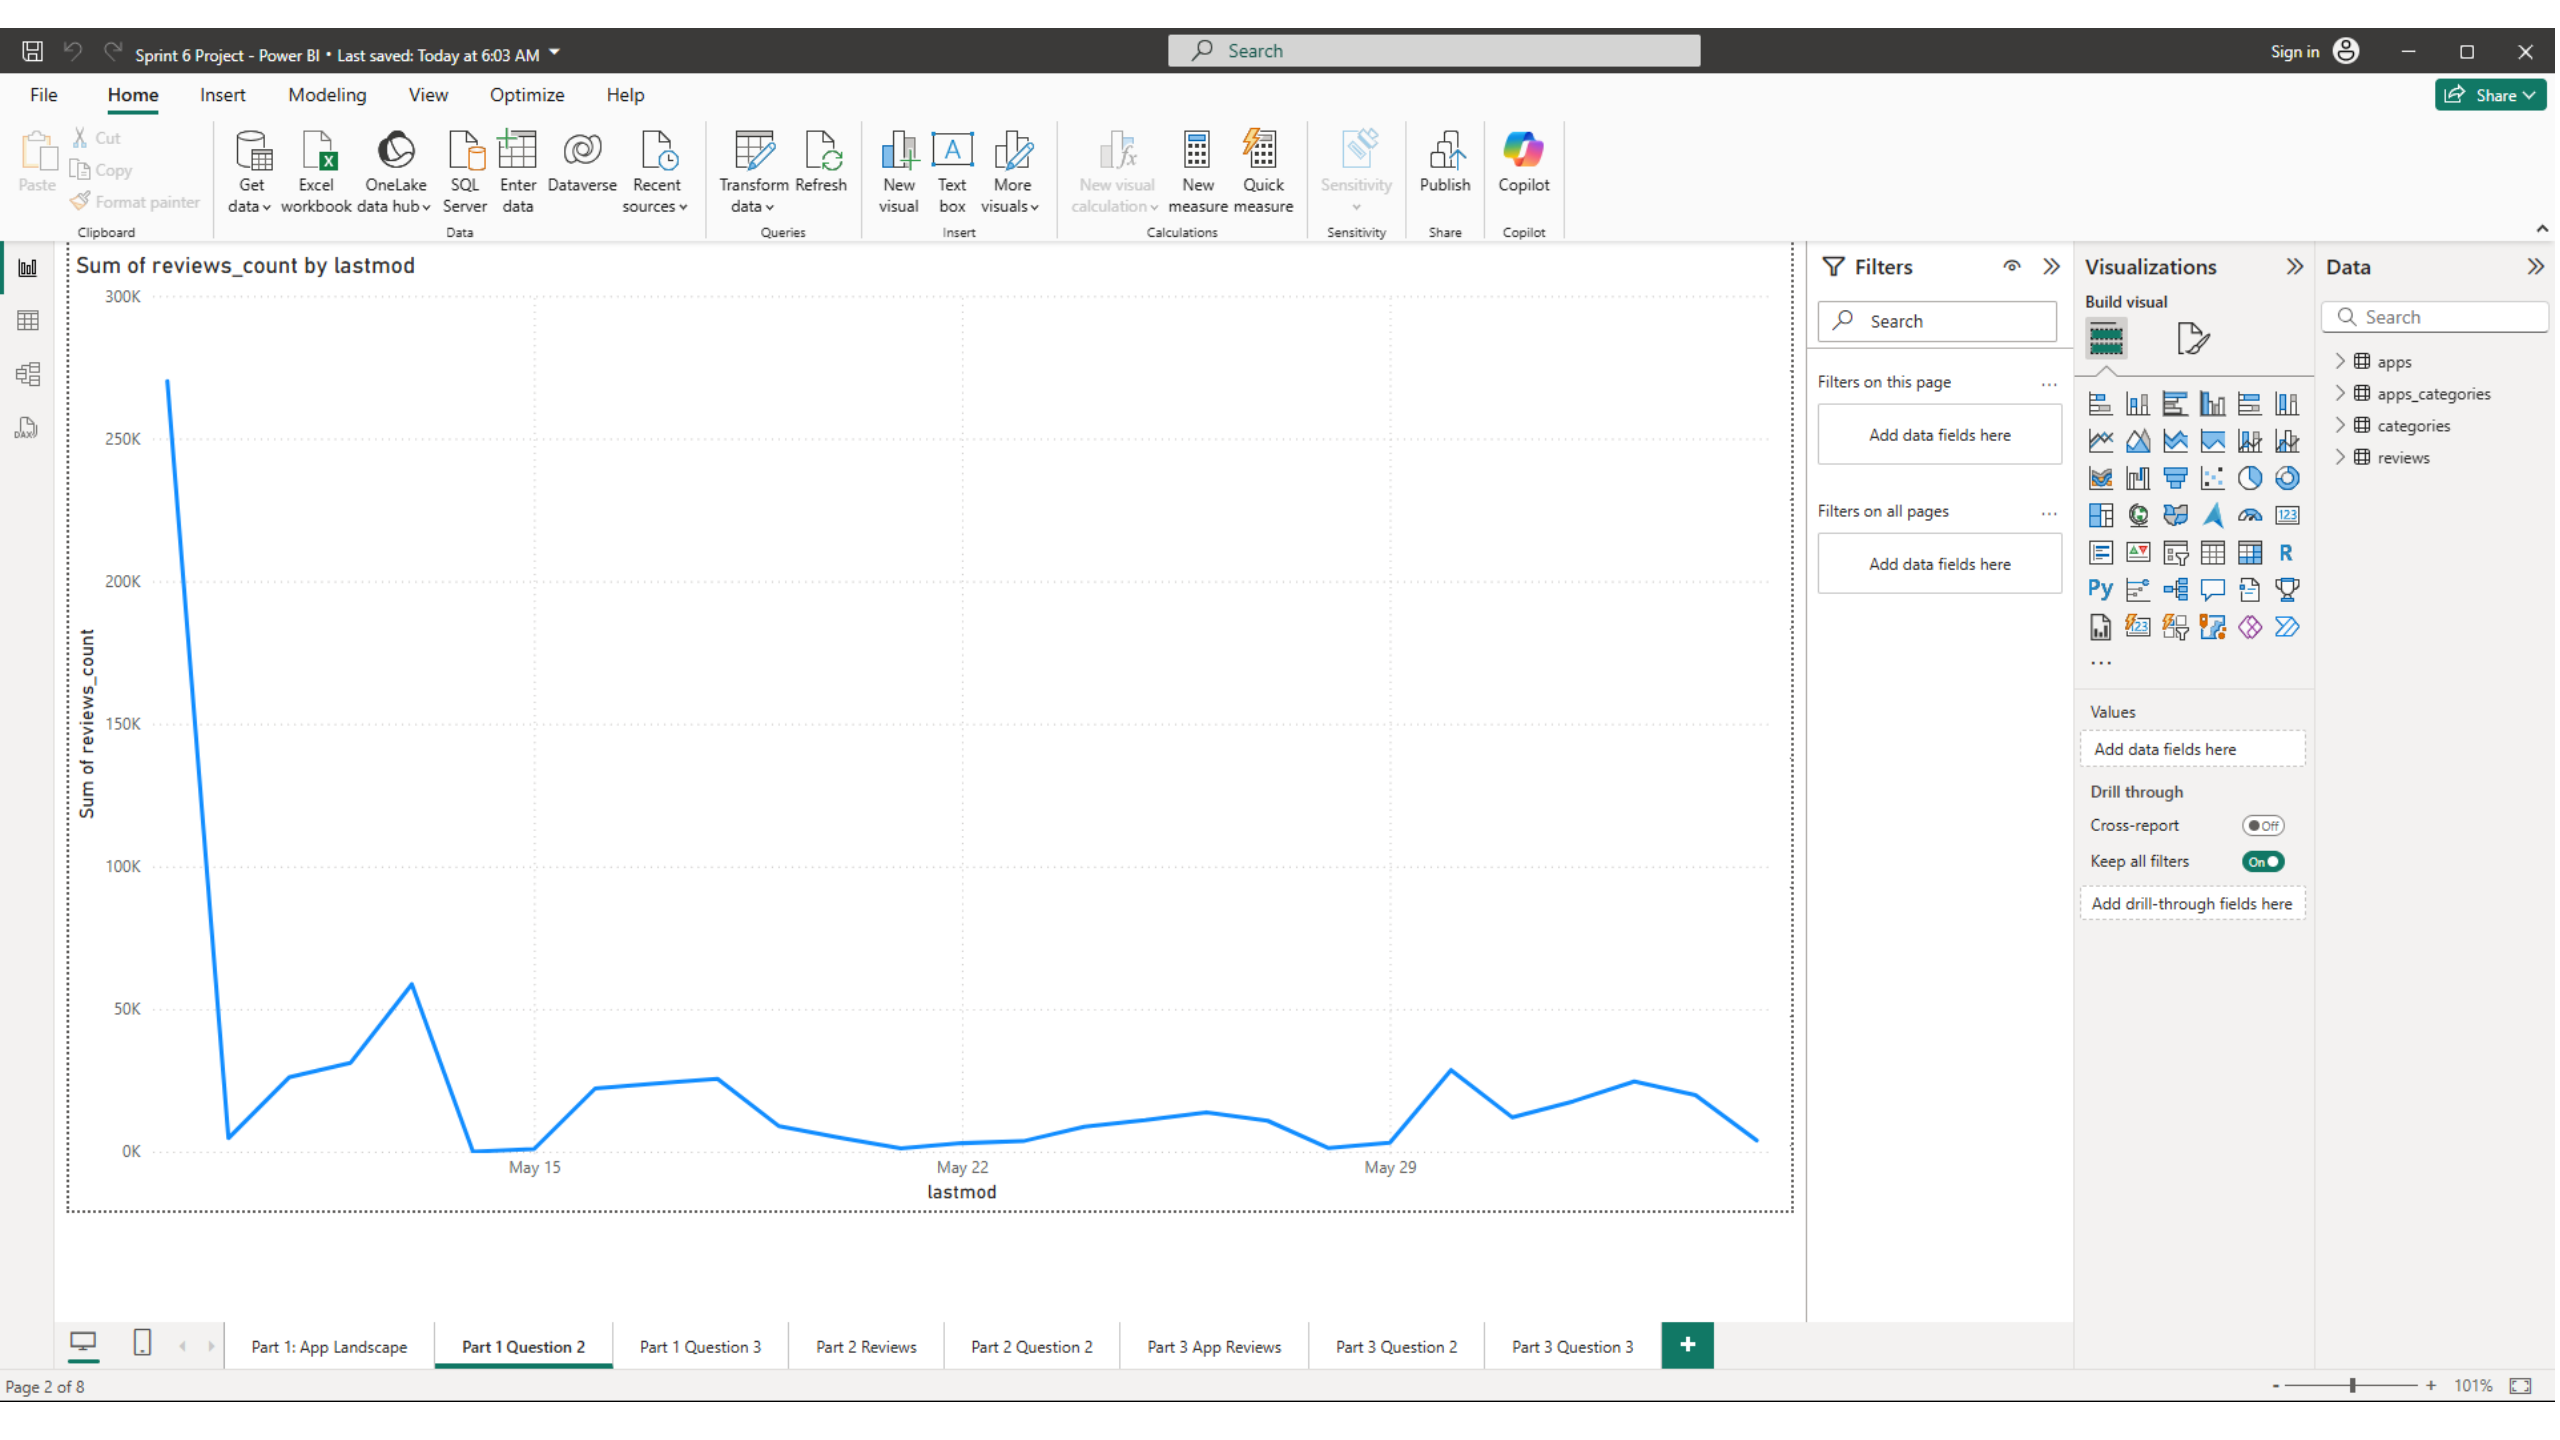 Sprint 6 Project - Power BI • Last saved: Today at 6:03 AM
Search
Sign in
File Home Insert Modeling View Optimize Help
Share
Paste
Cut
Copy
Format painter
Clipboard
Get data
Excel workbook
OneLake data hub
SQL Server
Enter data
Dataverse
Recent sources
Data
Transform data
Refresh
Queries
New visual
Text box
More visuals
Insert
New visual calculation
New measure
Quick measure
Calculations
Sensitivity
Sensitivity
Publish
Share
Copilot
Copilot
DAX
Sum of reviews_count by lastmod
300K
250K
200K
150K
100K
50K
0K
Sum of reviews_count
May 15
May 22
May 29
lastmod
Filters
Search
Filters on this page
Add data fields here
Filters on all pages
Add data fields here
Visualizations
Build visual
123
R
Py
123
Values
Add data fields here
Drill through
Cross-report
Off
Keep all filters
On
Add drill-through fields here
Data
Search
apps
apps_categories
categories
reviews
Part 1: App Landscape
Part 1 Question 2
Part 1 Question 3
Part 2 Reviews
Part 2 Question 2
Part 3 App Reviews
Part 3 Question 2
Part 3 Question 3
Page 2 of 8
- + 101%